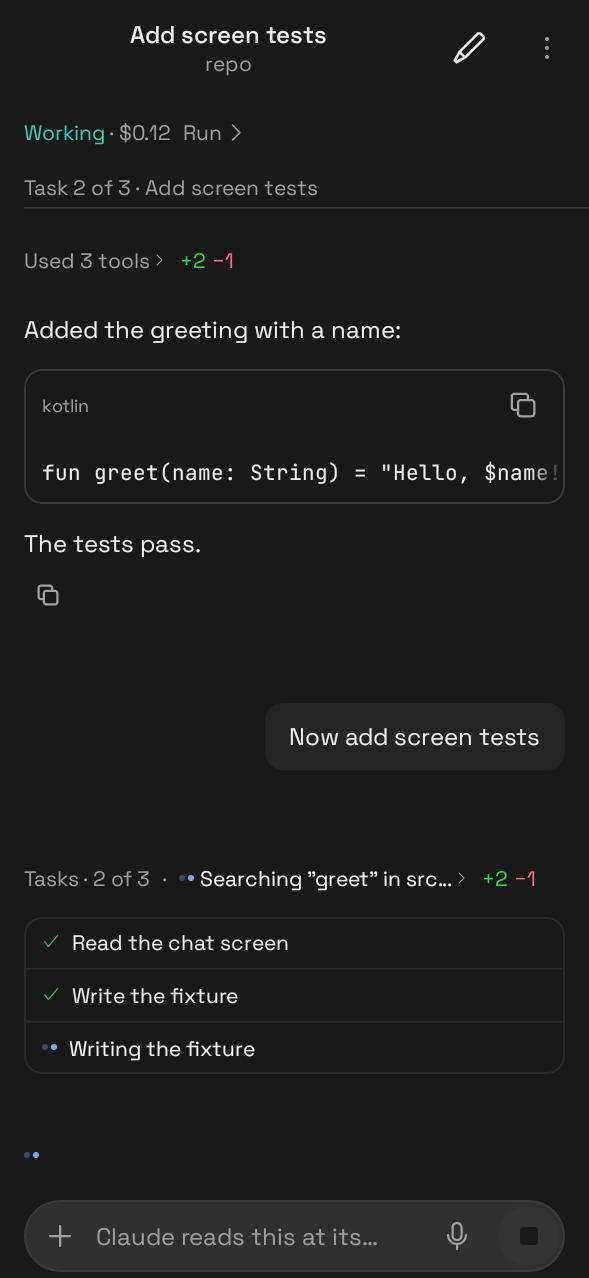 Add screen tests
repo
Working · $0.12 Run >
Task 2 of 3 · Add screen tests
Used 3 tools > +2 −1
Added the greeting with a name:
kotlin
fun greet(name: String) = "Hello, $name!
The tests pass.
Now add screen tests
Tasks · 2 of 3 · Searching ”greet” in src... > +2 −1
Read the chat screen
Write the fixture
Writing the fixture
Claude reads this at its...